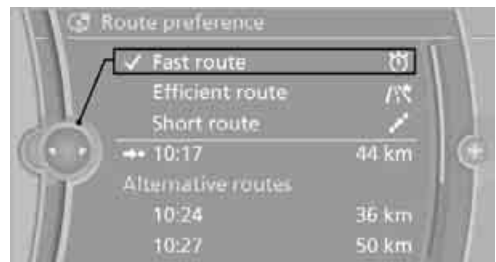 Route preference
Fast route
Efficient route
Short route
10:17 44 km
Alternative routes
10:24 36 km
10:27 50 km